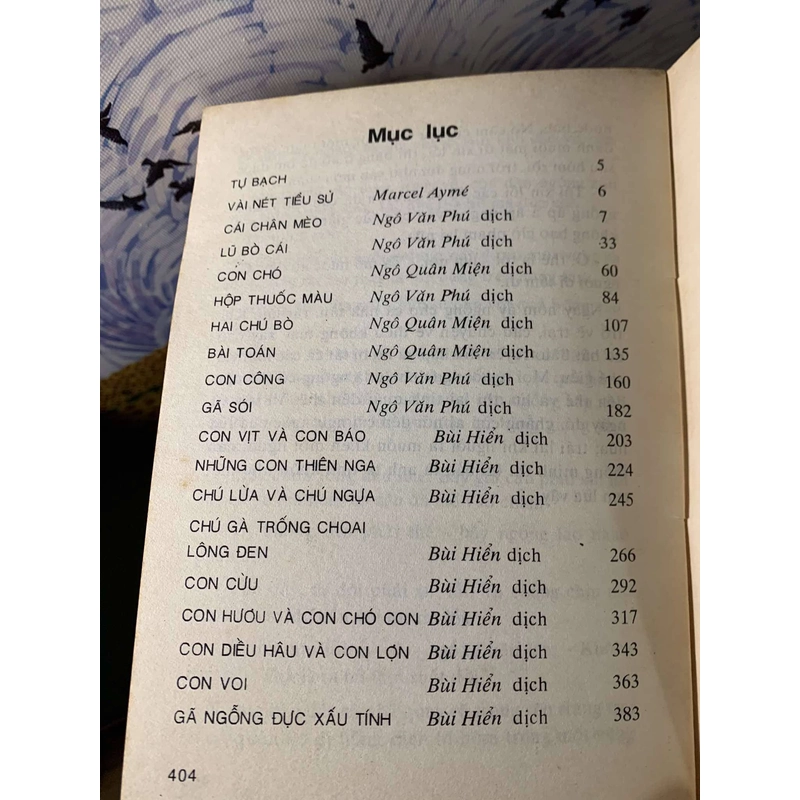 Mục lục
TỰ BẠCH 5
VÀI NÉT TIỂU SỬ Marcel Aymé 6
CÁI CHÂN MÈO Ngô Văn Phú dịch 7
LŨ BÒ CÁI Ngô Văn Phú dịch 33
CON CHÓ Ngô Quân Miện dịch 60
HỘP THUỐC MÀU Ngô Văn Phú dịch 84
HAI CHÚ BÒ Ngô Quân Miện dịch 107
BÀI TOÁN Ngô Quân Miện dịch 135
CON CÔNG Ngô Văn Phú dịch 160
GÃ SÓI Ngô Văn Phú dịch 182
CON VỊT VÀ CON BÁO Bùi Hiển dịch 203
NHỮNG CON THIÊN NGA Bùi Hiển dịch 224
CHÚ LỪA VÀ CHÚ NGỰA Bùi Hiển dịch 245
CHÚ GÀ TRỐNG CHOAI
LÔNG ĐEN Bùi Hiển dịch 266
CON CỪU Bùi Hiển dịch 292
CON HƯƠU VÀ CON CHÓ CON Bùi Hiển dịch 317
CON DIỀU HÂU VÀ CON LỢN Bùi Hiển dịch 343
CON VOI Bùi Hiển dịch 363
GÃ NGỖNG ĐỰC XẤU TÍNH Bùi Hiển dịch 383
404